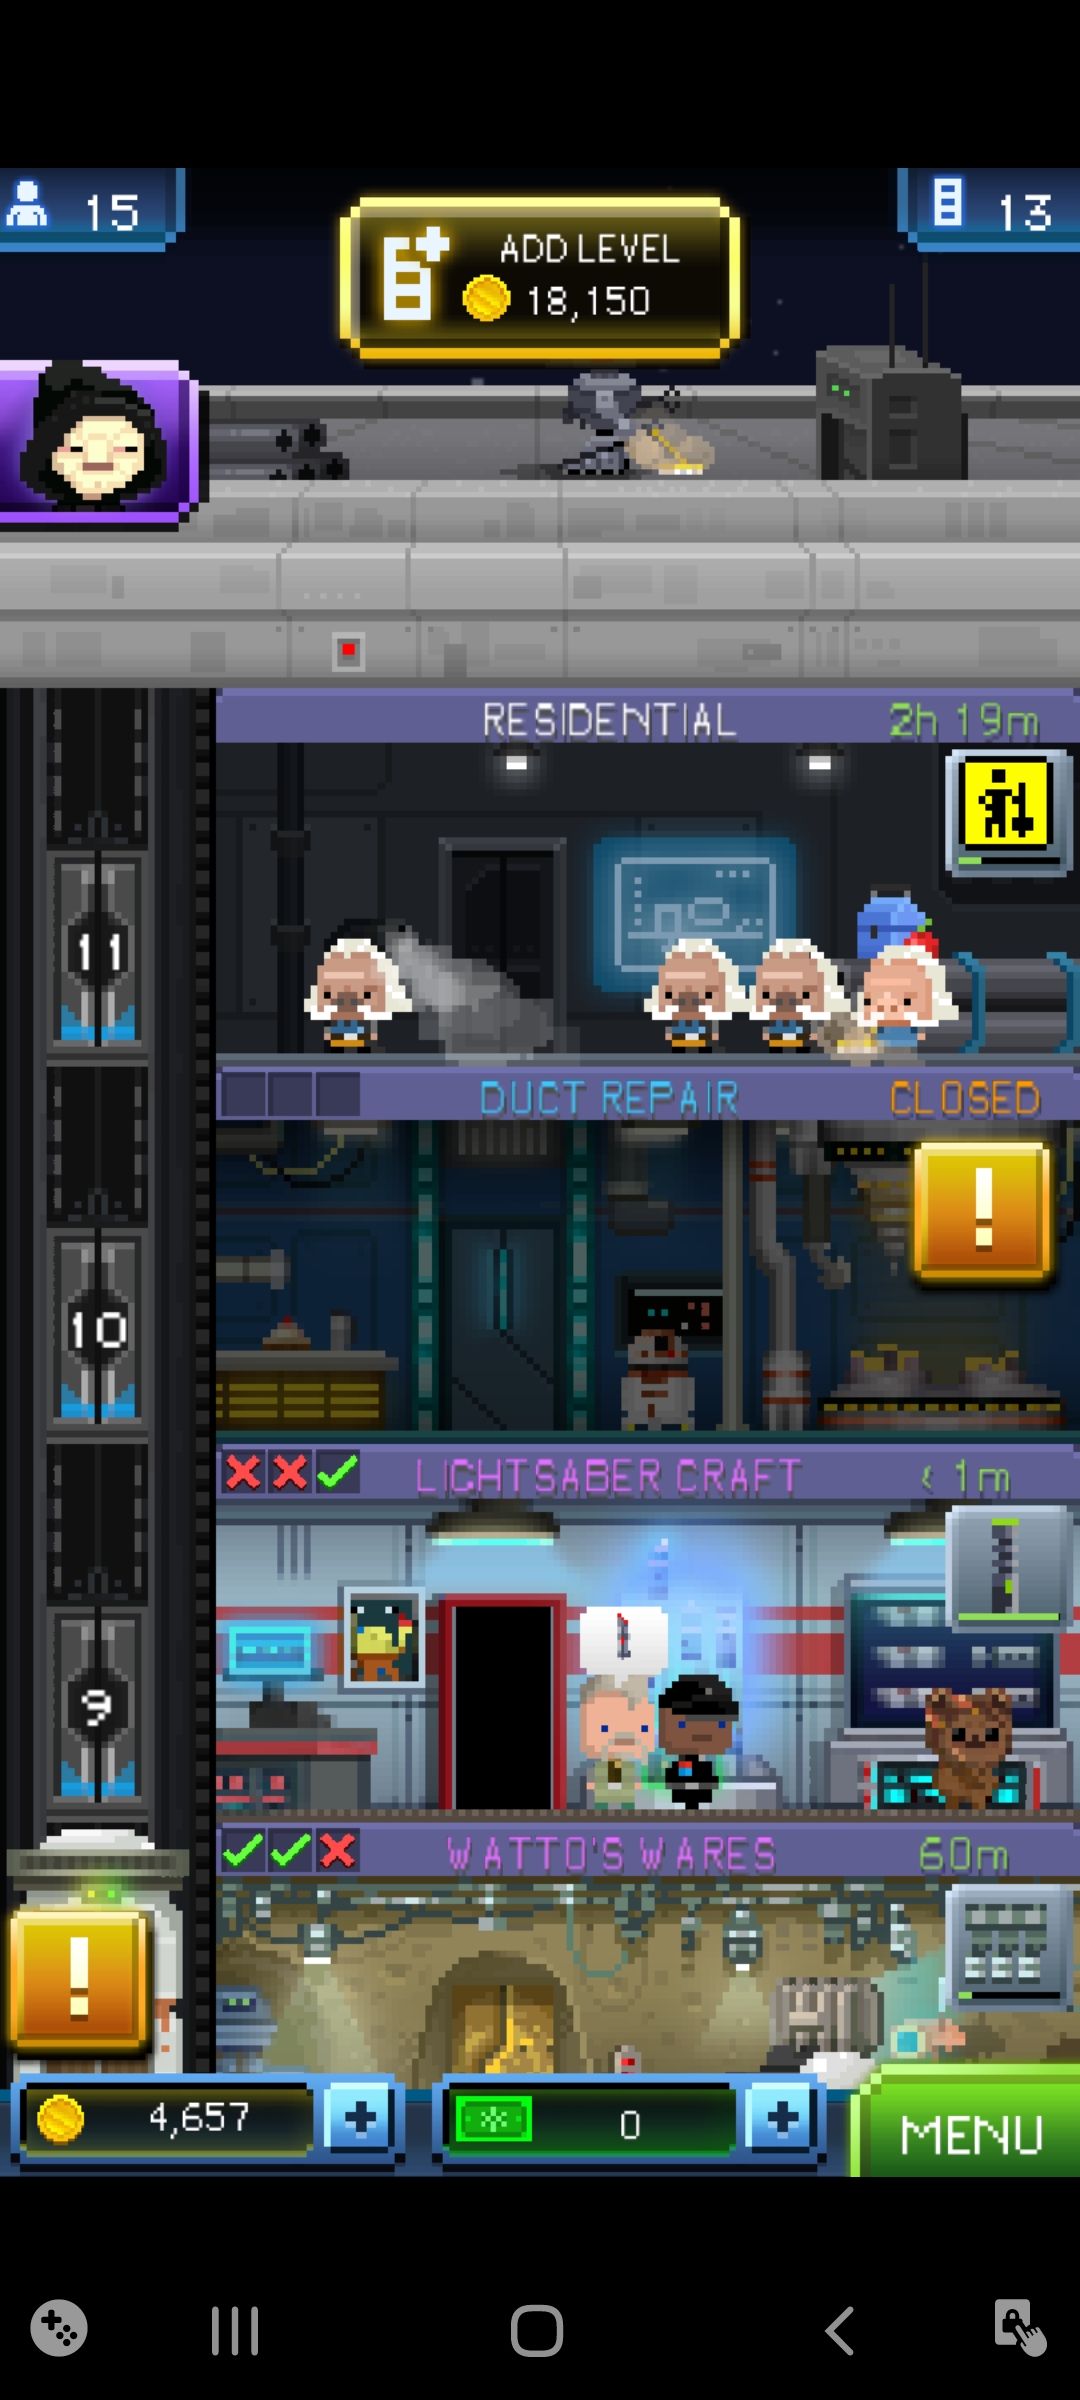 15
ADD LEVEL
18,150
13
RESIDENTIAL 2h 19m
11
DUCT REPAIR CLOSED
!
10
LIGHTSABER CRAFT < 1m
9
WATTO'S WARES 60m
!
4,657
+
0
+
MENU